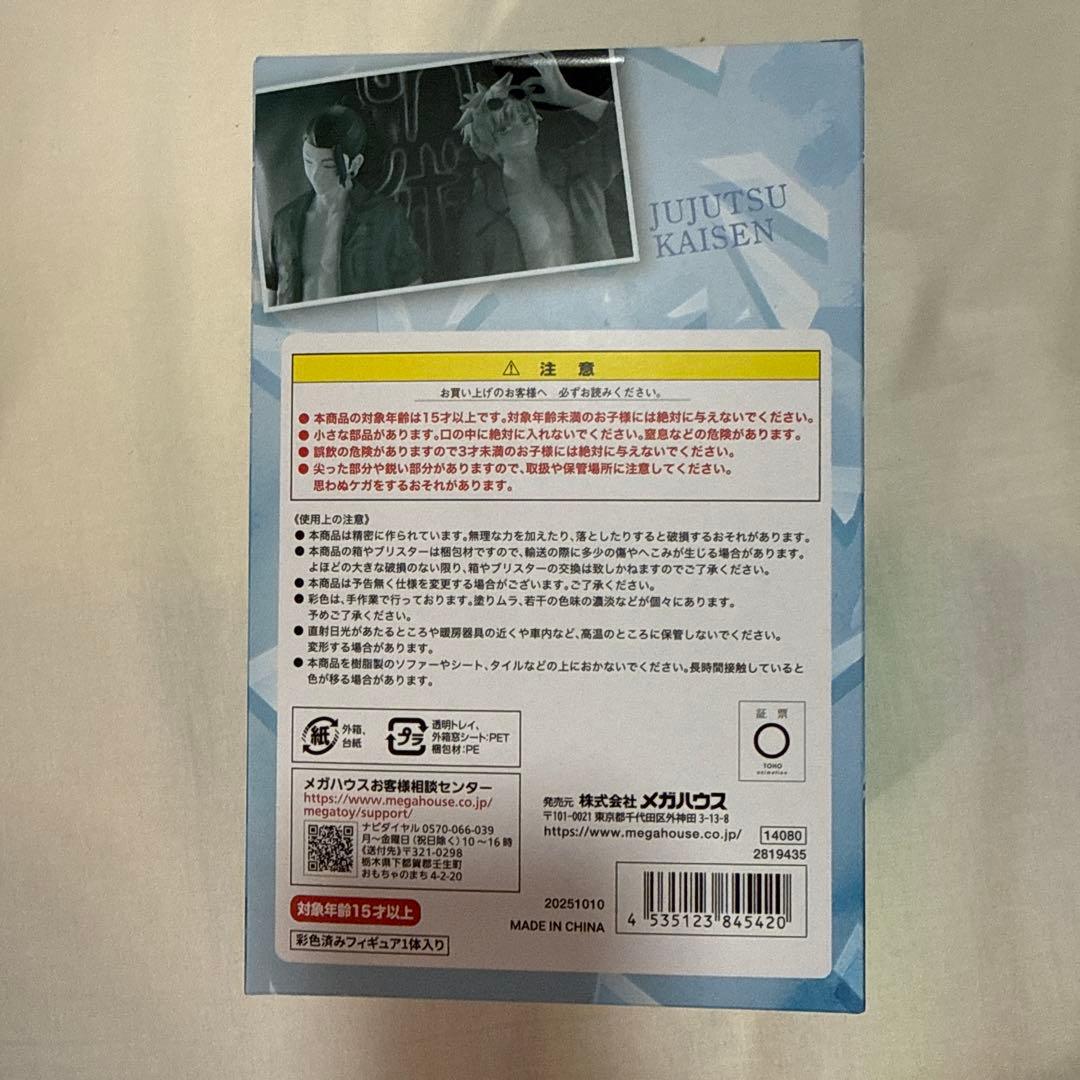 JUJUTSU
KAISEN
⚠ 注意
お買い上げのお客様へ 必ずお読みください。
● 本商品の対象年齢は15才以上です。対象年齢未満のお子様には絶対に与えないでください。
● 小さな部品があります。口の中に絶対に入れないでください。窒息などの危険があります。
● 誤飲の危険がありますので3才未満のお子様には絶対に与えないでください。
● 尖った部分や鋭い部分がありますので、取扱や保管場所に注意してください。
思わぬケガをするおそれがあります。
《使用上の注意》
● 本商品は精密に作られています。無理な力を加えたり、落としたりすると破損するおそれがあります。
● 本商品の箱やブリスターは梱包材ですので、輸送の際に多少の傷やへこみが生じる場合があります。
よほどの大きな破損のない限り、箱やブリスターの交換は致しかねますのでご了承ください。
● 本商品は予告無く仕様を変更する場合がございます。ご了承ください。
● 彩色は、手作業で行っております。塗りムラ、若干の色味の濃淡などが個々にあります。
予めご了承ください。
● 直射日光があたるところや暖房器具の近くや車内など、高温のところに保管しないでください。
変形する場合があります。
● 本商品を樹脂製のソファーやシート、タイルなどの上におかないでください。長時間接触していると
色が移る場合があります。
紙
外箱、
台紙
プラ
透明トレイ、
外箱窓シート:PET
梱包材:PE
証票
TOHO
animation
メガハウスお客様相談センター
https://www.megahouse.co.jp/
megatoy/support/
ナビダイヤル 0570-066-039
月～金曜日(祝日除く)10～16時
《送付先》〒321-0298
栃木県下都賀郡壬生町
おもちゃのまち4-2-20
発売元 株式会社 メガハウス
〒101-0021 東京都千代田区外神田 3-13-8
https://www.megahouse.co.jp/
14080
2819435
対象年齢15才以上
彩色済みフィギュア1体入り
20251010
MADE IN CHINA
4 535123 845420